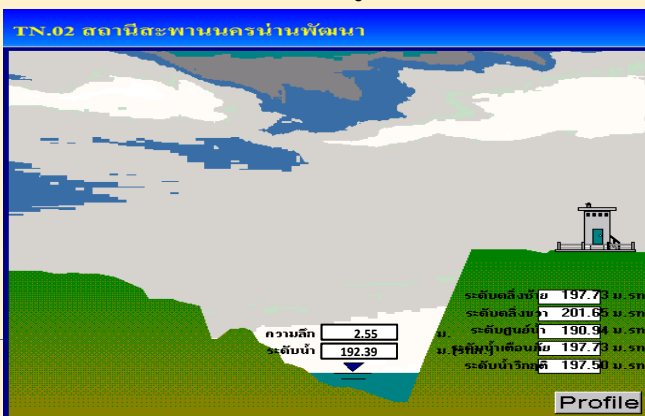 TN.02 สถานีสะพานนครน่านพัฒนา
ระดับตลิ่งซ้าย 197.73 ม.รท
ระดับตลิ่งขวา 201.65 ม.รท
ความลึก 2.55 ม.
ระดับศูนย์น้ำ 190.94 ม.รท
ระดับน้ำ 192.39 ม.(รทก.)
ระดับน้ำเตือนภัย 197.73 ม.รท
ระดับน้ำวิกฤติ 197.50 ม.รท
Profile